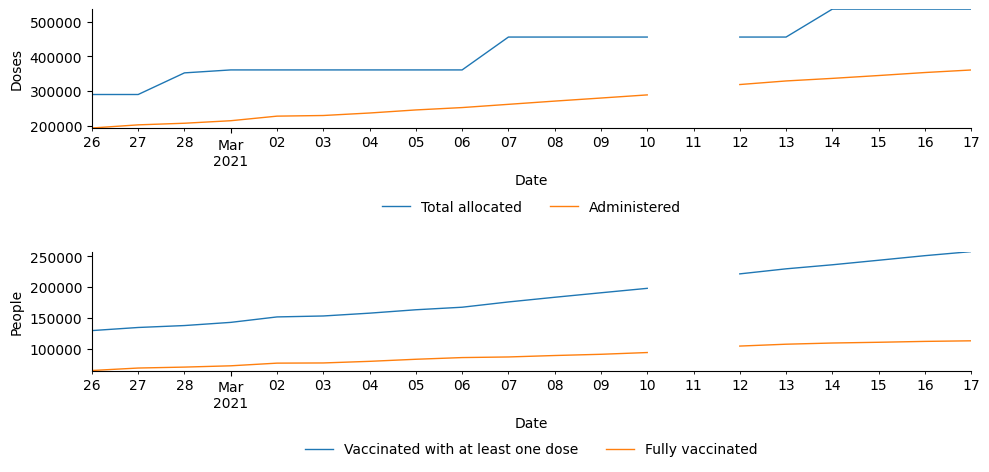 500000
400000
300000
200000
Doses
26 27 28 Mar 02 03 04 05 06 07 08 09 10 11 12 13 14 15 16 17
2021
Date
Total allocated Administered
250000
200000
150000
100000
People
26 27 28 Mar 02 03 04 05 06 07 08 09 10 11 12 13 14 15 16 17
2021
Date
Vaccinated with at least one dose Fully vaccinated